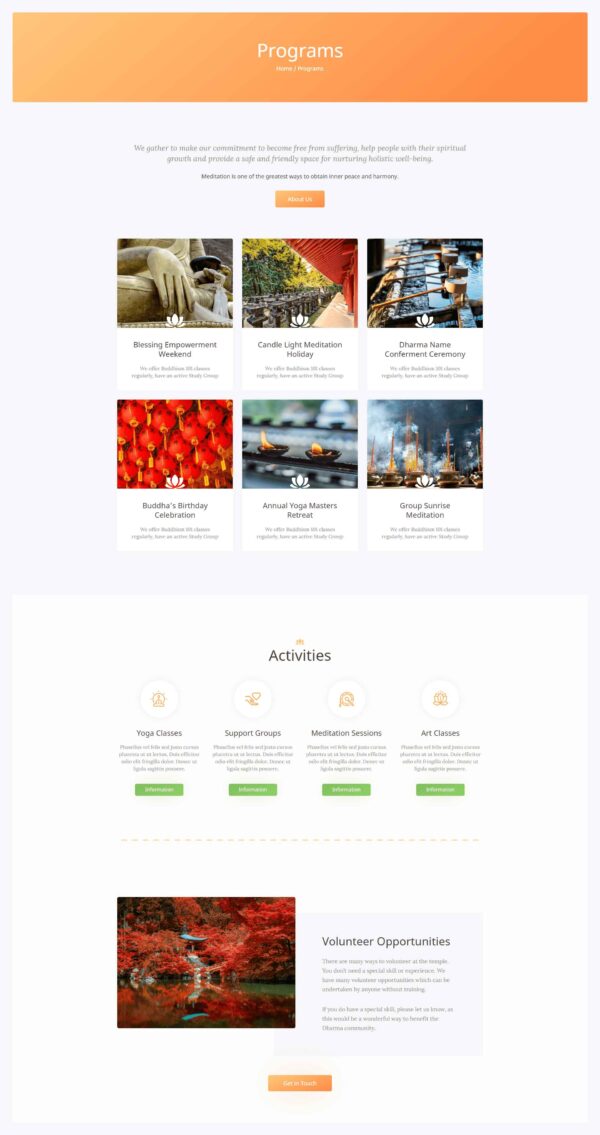 Programs
Home / Programs
We gather to make our commitment to become free from suffering, help people with their spiritual
growth and provide a safe and friendly space for nurturing holistic well-being.
Meditation is one of the greatest ways to obtain inner peace and harmony.
About Us
Blessing Empowerment
Weekend
We offer Buddhism 101 classes
regularly, have an active Study Group
Candle Light Meditation
Holiday
We offer Buddhism 101 classes
regularly, have an active Study Group
Dharma Name
Conferment Ceremony
We offer Buddhism 101 classes
regularly, have an active Study Group
Buddha's Birthday
Celebration
We offer Buddhism 101 classes
regularly, have an active Study Group
Annual Yoga Masters
Retreat
We offer Buddhism 101 classes
regularly, have an active Study Group
Group Sunrise
Meditation
We offer Buddhism 101 classes
regularly, have an active Study Group
Activities
Yoga Classes
Phasellus vel felis sed justo cursus
pharetra ut ut lectus. Duis efficitur
odio elit fringilla dolor. Donec ut
ligula sagittis posuere.
Information
Support Groups
Phasellus vel felis sed justo cursus
pharetra ut ut lectus. Duis efficitur
odio elit fringilla dolor. Donec ut
ligula sagittis posuere.
Information
Meditation Sessions
Phasellus vel felis sed justo cursus
pharetra ut ut lectus. Duis efficitur
odio elit fringilla dolor. Donec ut
ligula sagittis posuere.
Information
Art Classes
Phasellus vel felis sed justo cursus
pharetra ut ut lectus. Duis efficitur
odio elit fringilla dolor. Donec ut
ligula sagittis posuere.
Information
Volunteer Opportunities
There are many ways to volunteer at the temple.
You don't need a special skill or experience. We
have many volunteer opportunities which can be
undertaken by anyone without training.
If you do have a special skill, please let us know, as
this would be a wonderful way to benefit the
Dharma community.
Get in Touch